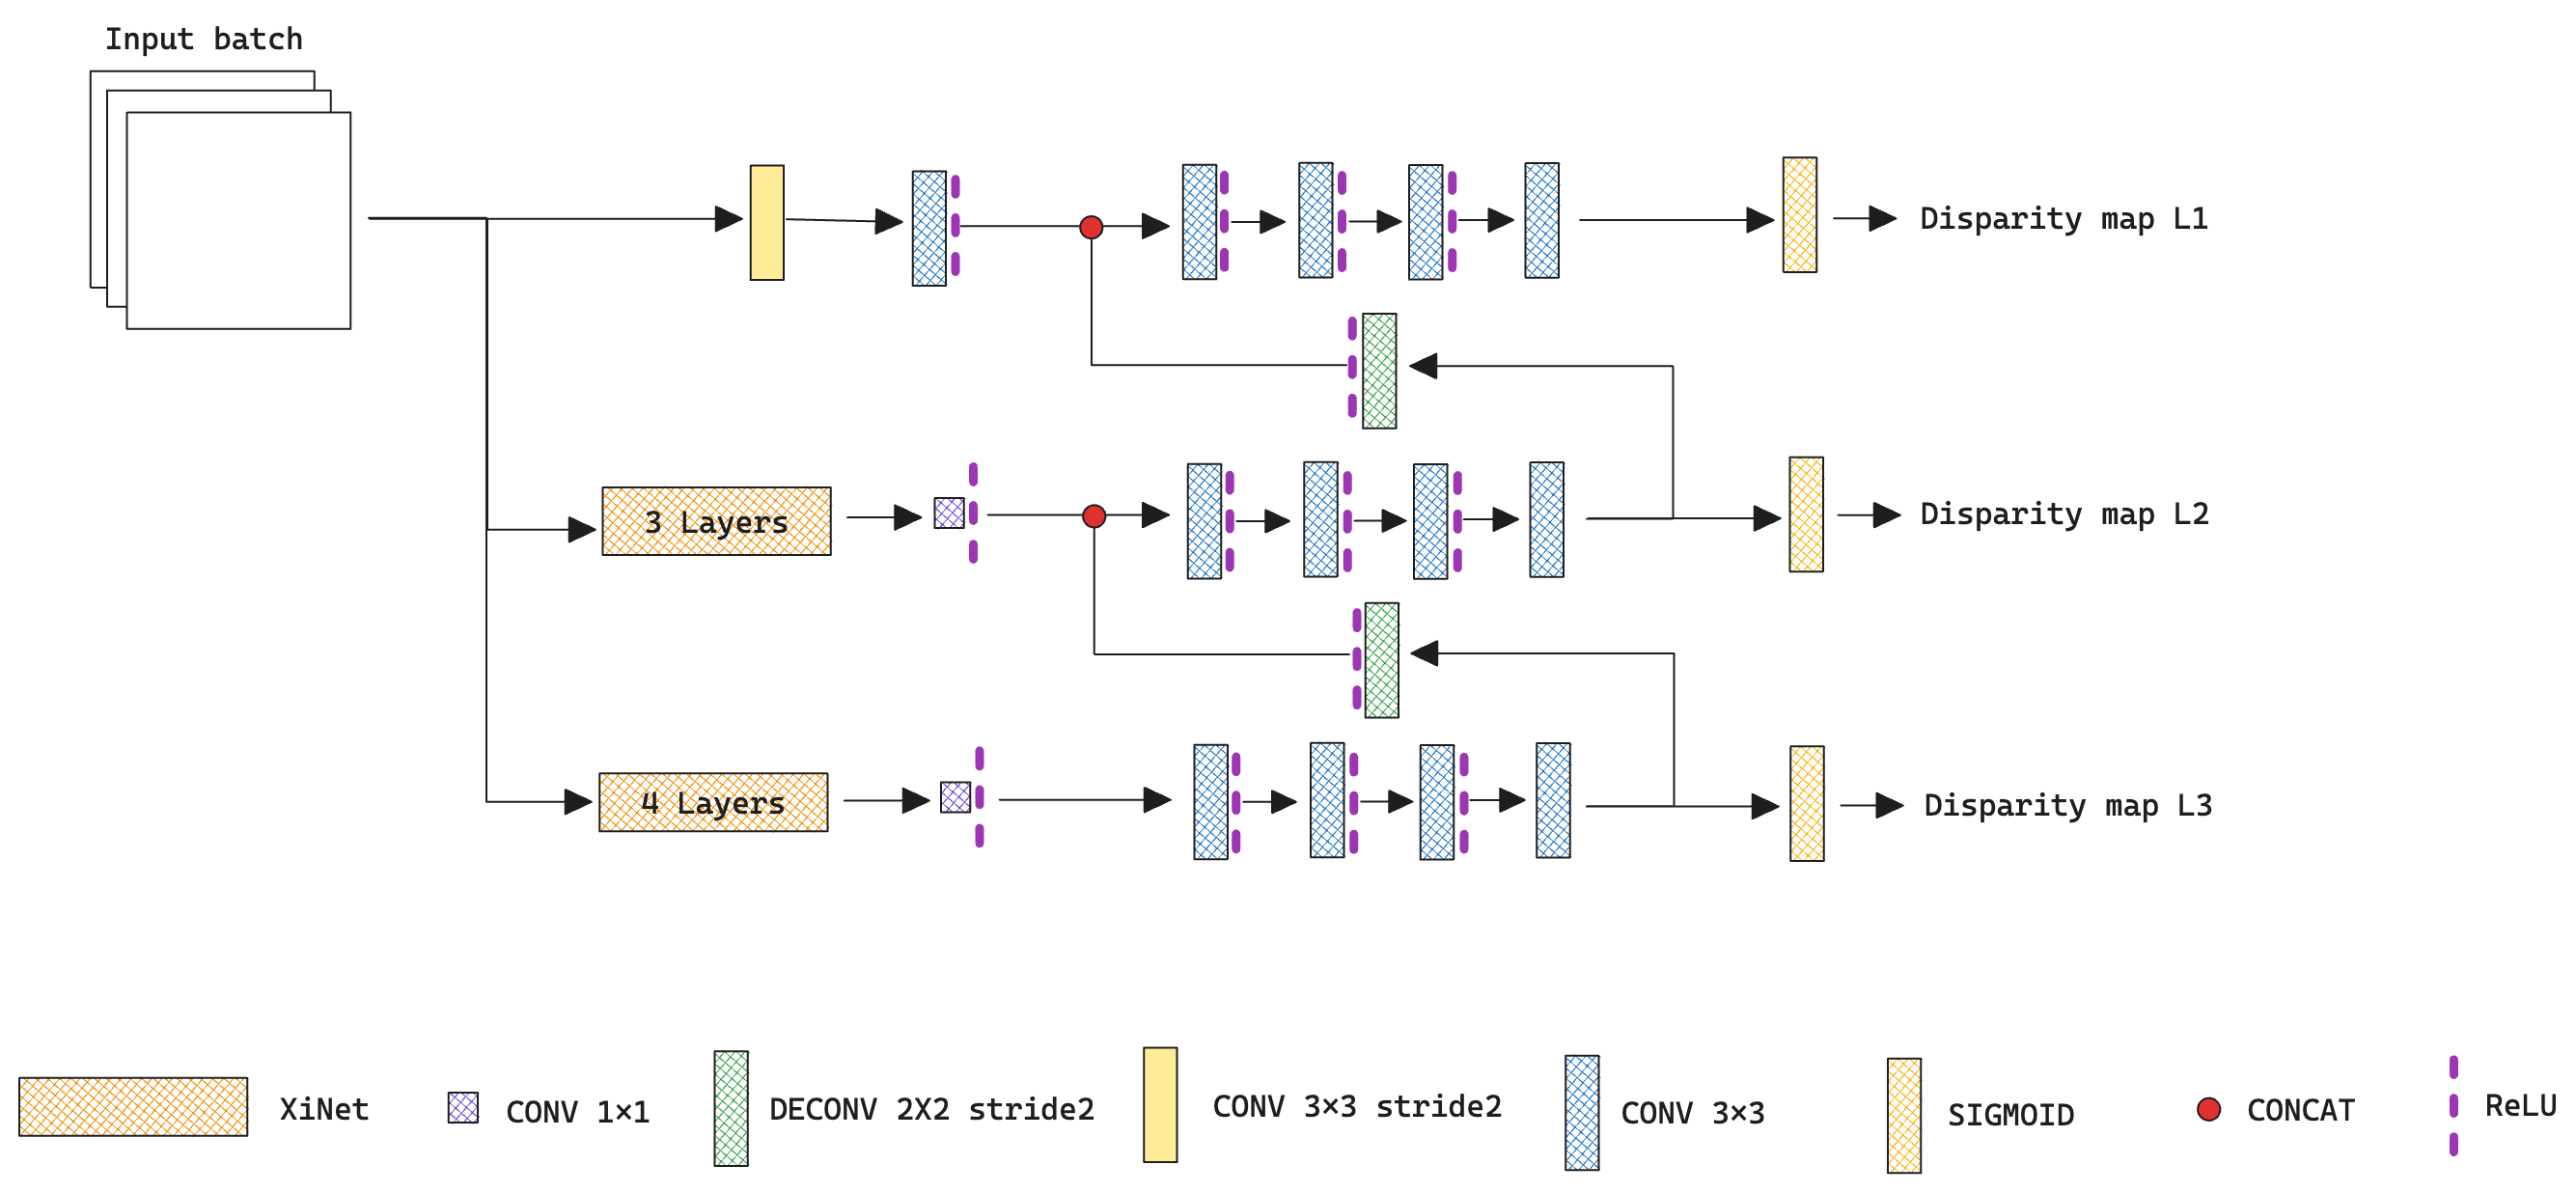 Input batch
Disparity map L1
3 Layers
Disparity map L2
4 Layers
Disparity map L3
XiNet
CONV 1×1
DECONV 2X2 stride2
CONV 3×3 stride2
CONV 3×3
SIGMOID
CONCAT
ReLU